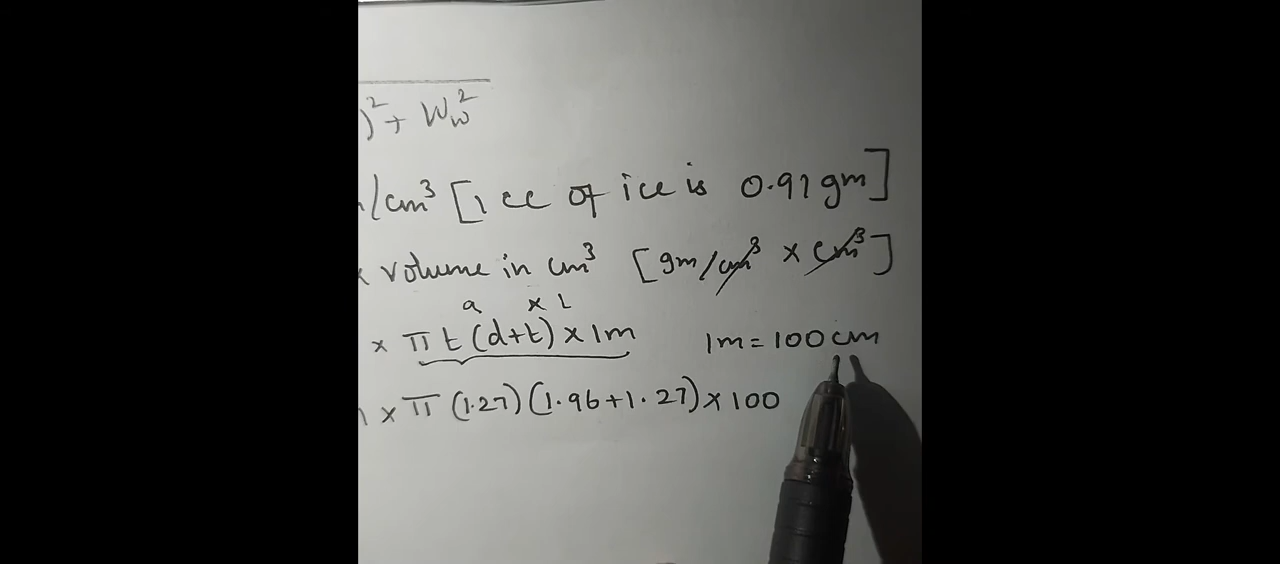 )² + Ww²
/cm³ [1 cc of ice is 0.91 gm]
× volume in cm³ [gm/cm³ × cm³]
a × L
× π t (d+t) × 1m 1m = 100 cm
× π (1.27) (1.96 + 1.27) × 100